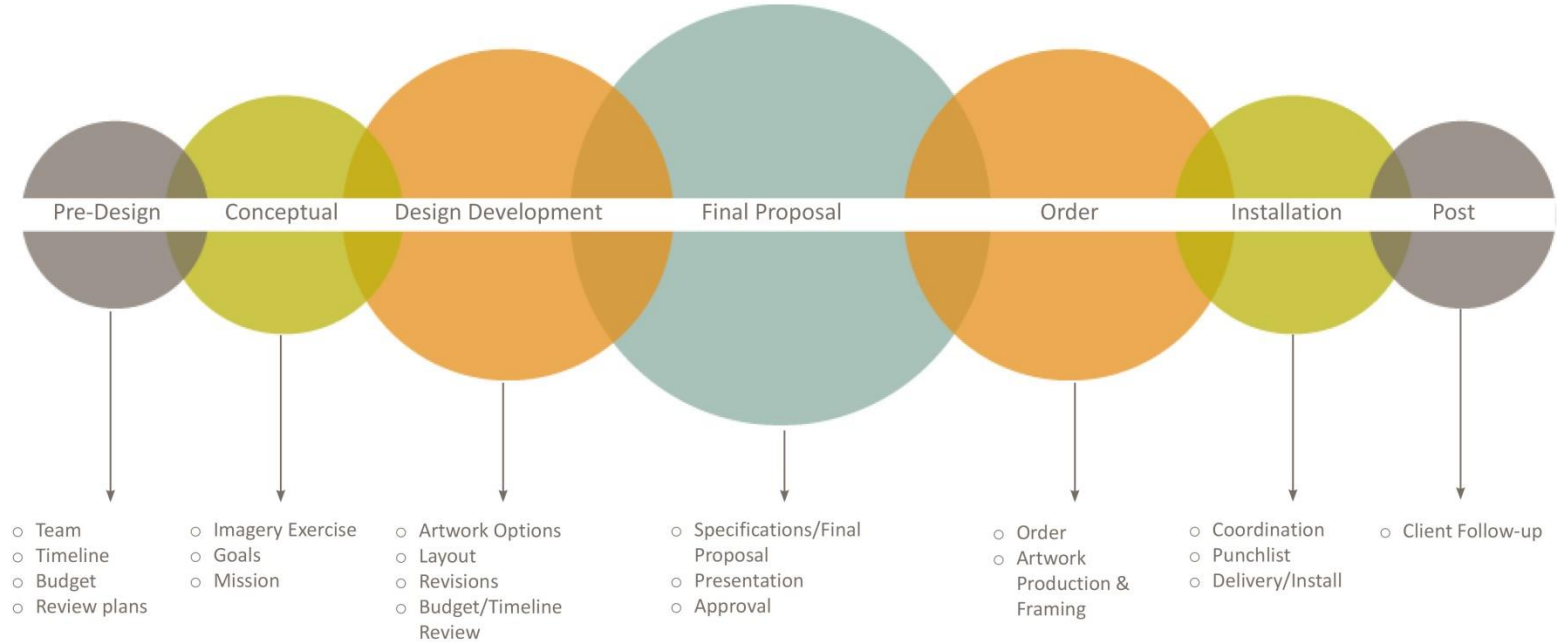 Pre-Design
Conceptual
Design Development
Final Proposal
Order
Installation
Post
○ Team
○ Timeline
○ Budget
○ Review plans
○ Imagery Exercise
○ Goals
○ Mission
○ Artwork Options
○ Layout
○ Revisions
○ Budget/Timeline
Review
○ Specifications/Final
Proposal
○ Presentation
○ Approval
○ Order
○ Artwork
Production &
Framing
○ Coordination
○ Punchlist
○ Delivery/Install
○ Client Follow-up